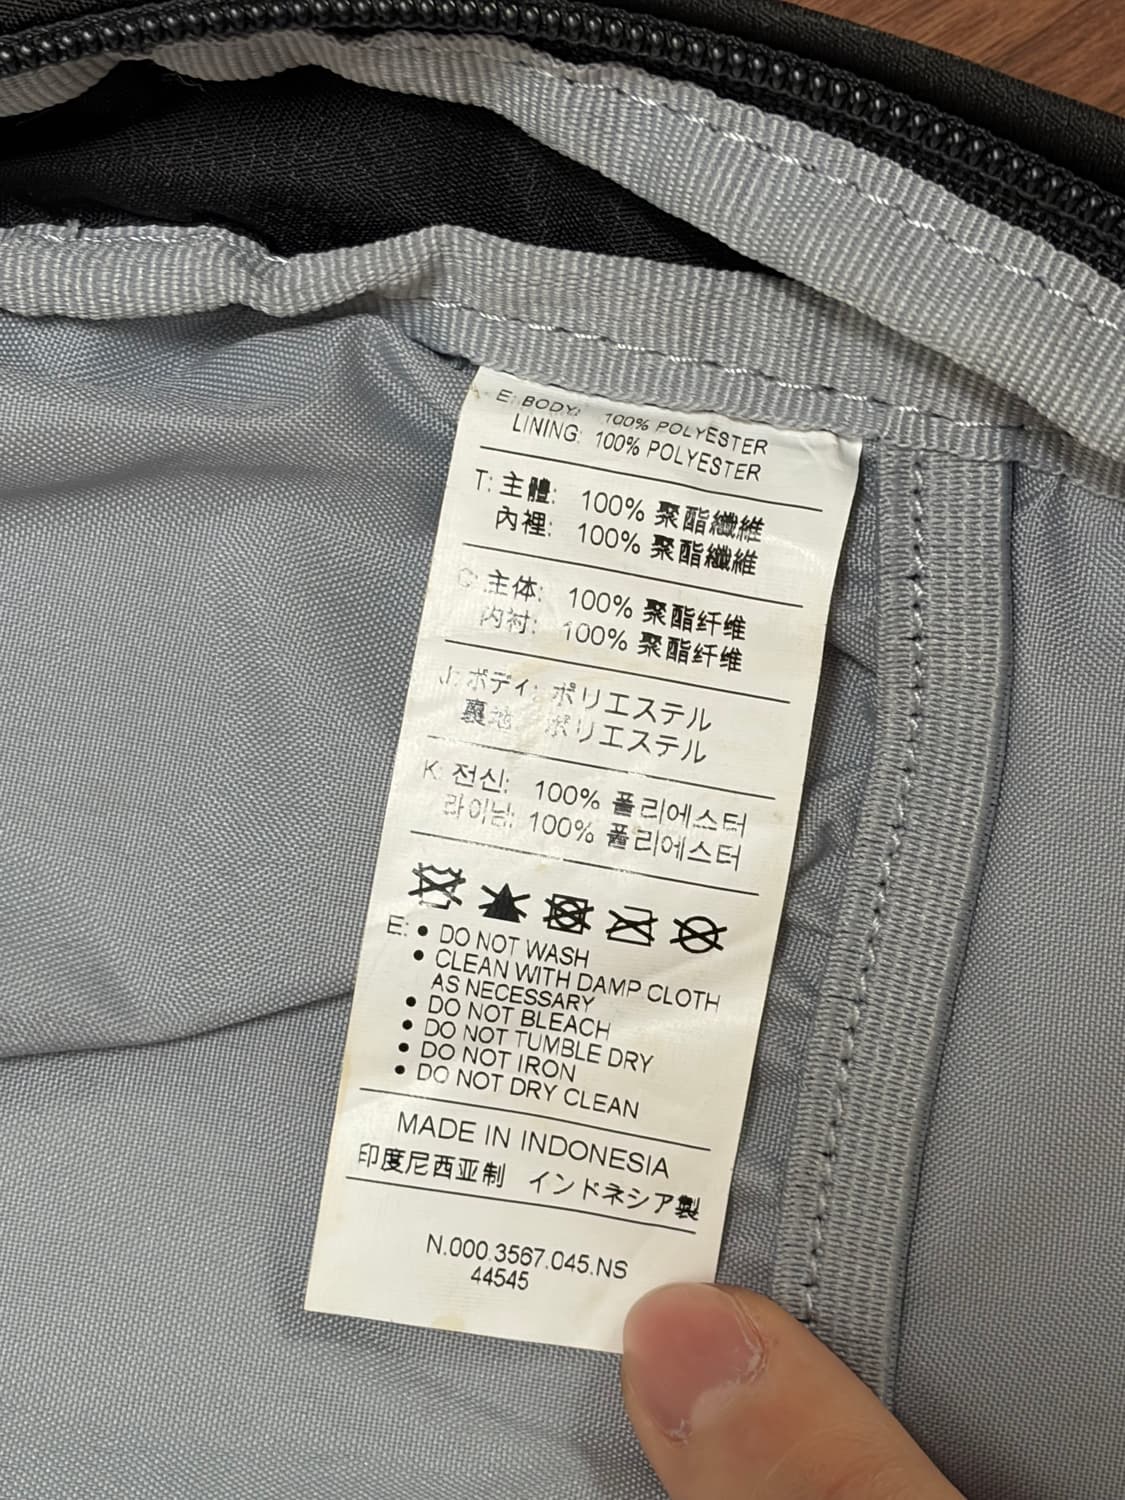 E: BODY: 100% POLYESTER
LINING: 100% POLYESTER
T: 主體: 100% 聚酯纖維
內裡: 100% 聚酯纖維
C: 主体: 100% 聚酯纤维
内衬: 100% 聚酯纤维
J: ボディ: ポリエステル
裏地 ポリエステル
K: 전신: 100% 폴리에스터
라이닝: 100% 폴리에스터
E: • DO NOT WASH
• CLEAN WITH DAMP CLOTH
AS NECESSARY
• DO NOT BLEACH
• DO NOT TUMBLE DRY
• DO NOT IRON
• DO NOT DRY CLEAN
MADE IN INDONESIA
印度尼西亚制 インドネシア製
N.000.3567.045.NS
44545